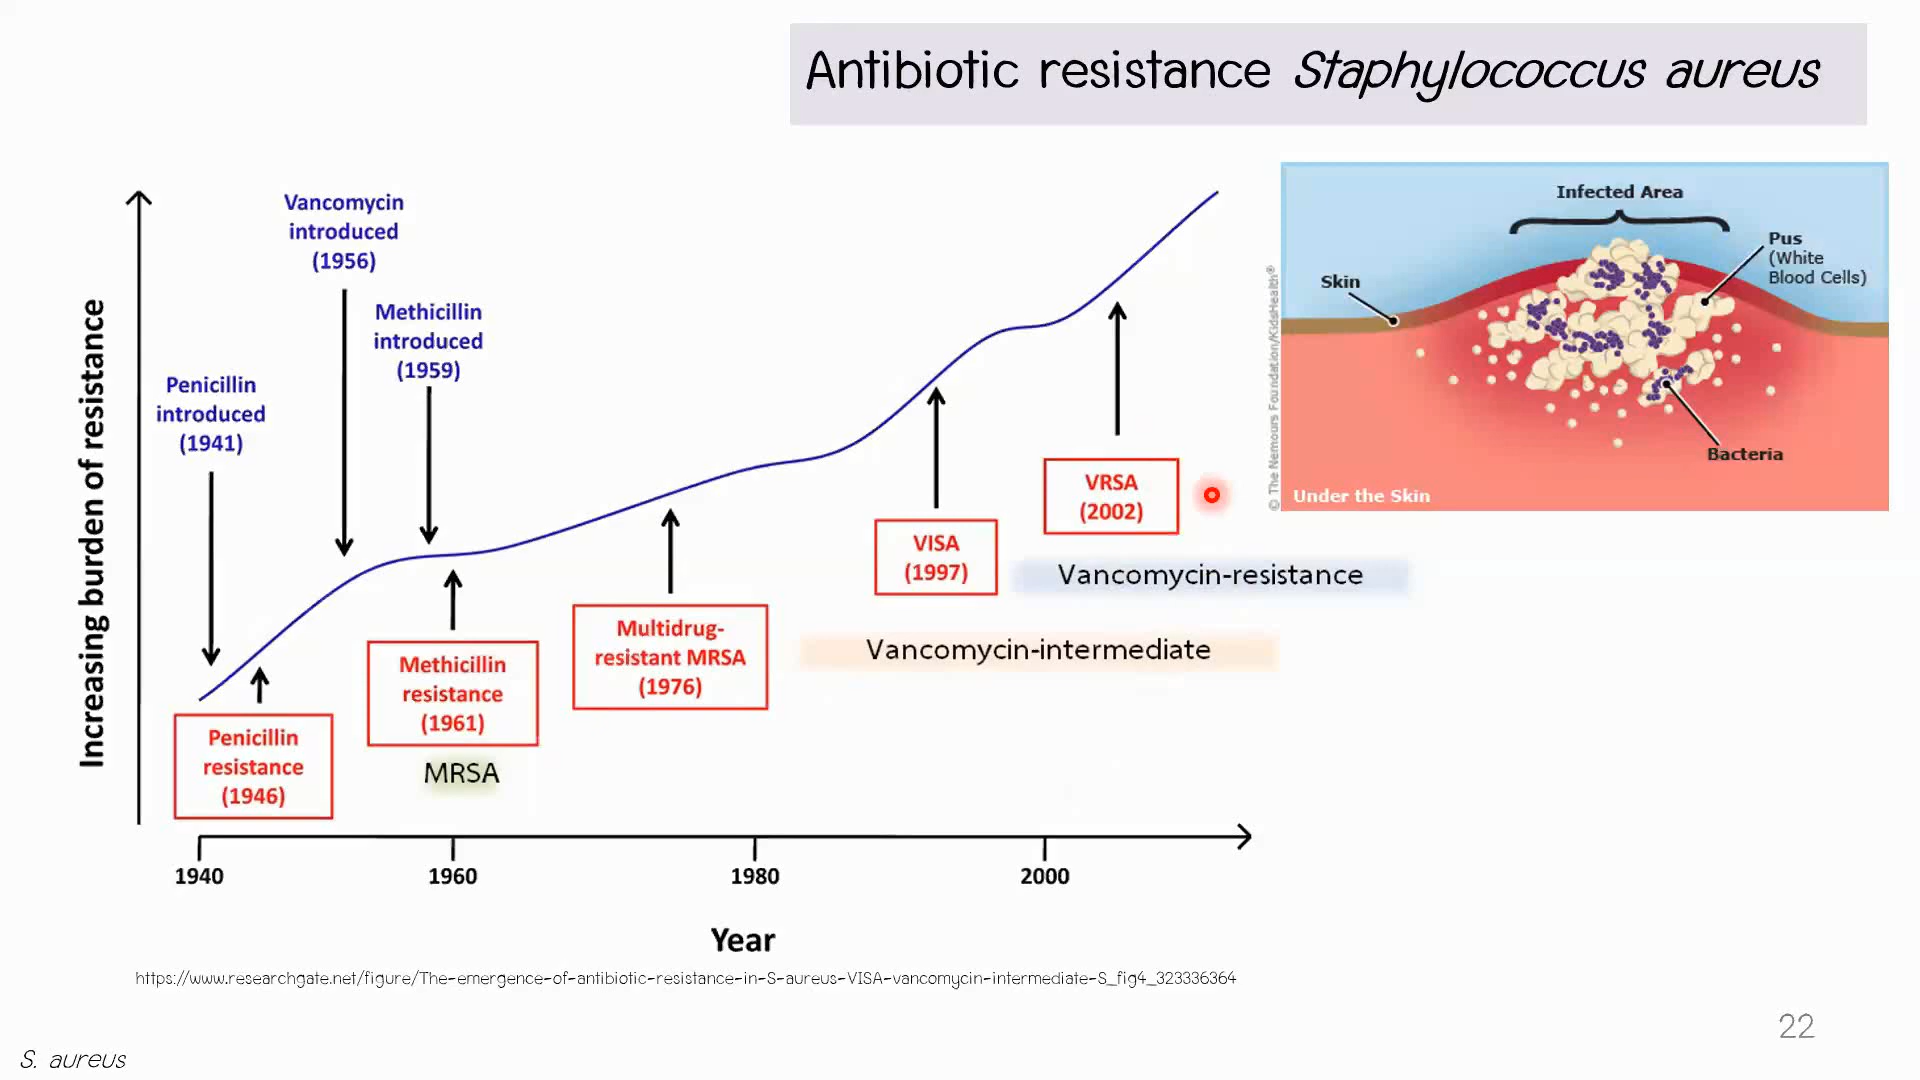 Antibiotic resistance Staphylococcus aureus
Increasing burden of resistance
Vancomycin
introduced
(1956)
Methicillin
introduced
(1959)
Penicillin
introduced
(1941)
Penicillin
resistance
(1946)
Methicillin
resistance
(1961)
MRSA
Multidrug-
resistant MRSA
(1976)
VISA
(1997)
VRSA
(2002)
Vancomycin-resistance
Vancomycin-intermediate
1940
1960
1980
2000
Year
Infected Area
Skin
Pus
(White
Blood Cells)
Bacteria
Under the Skin
© The Nemours Foundation/KidsHealth®
https://www.researchgate.net/figure/The-emergence-of-antibiotic-resistance-in-S-aureus-VISA-vancomycin-intermediate-S_fig4_323336364
22
S. aureus